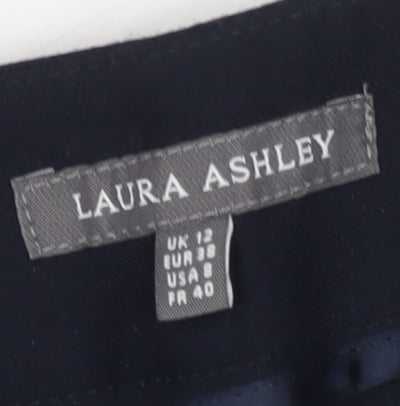 LAURA ASHLEY
UK 12
EUR 38
USA 8
FR 40